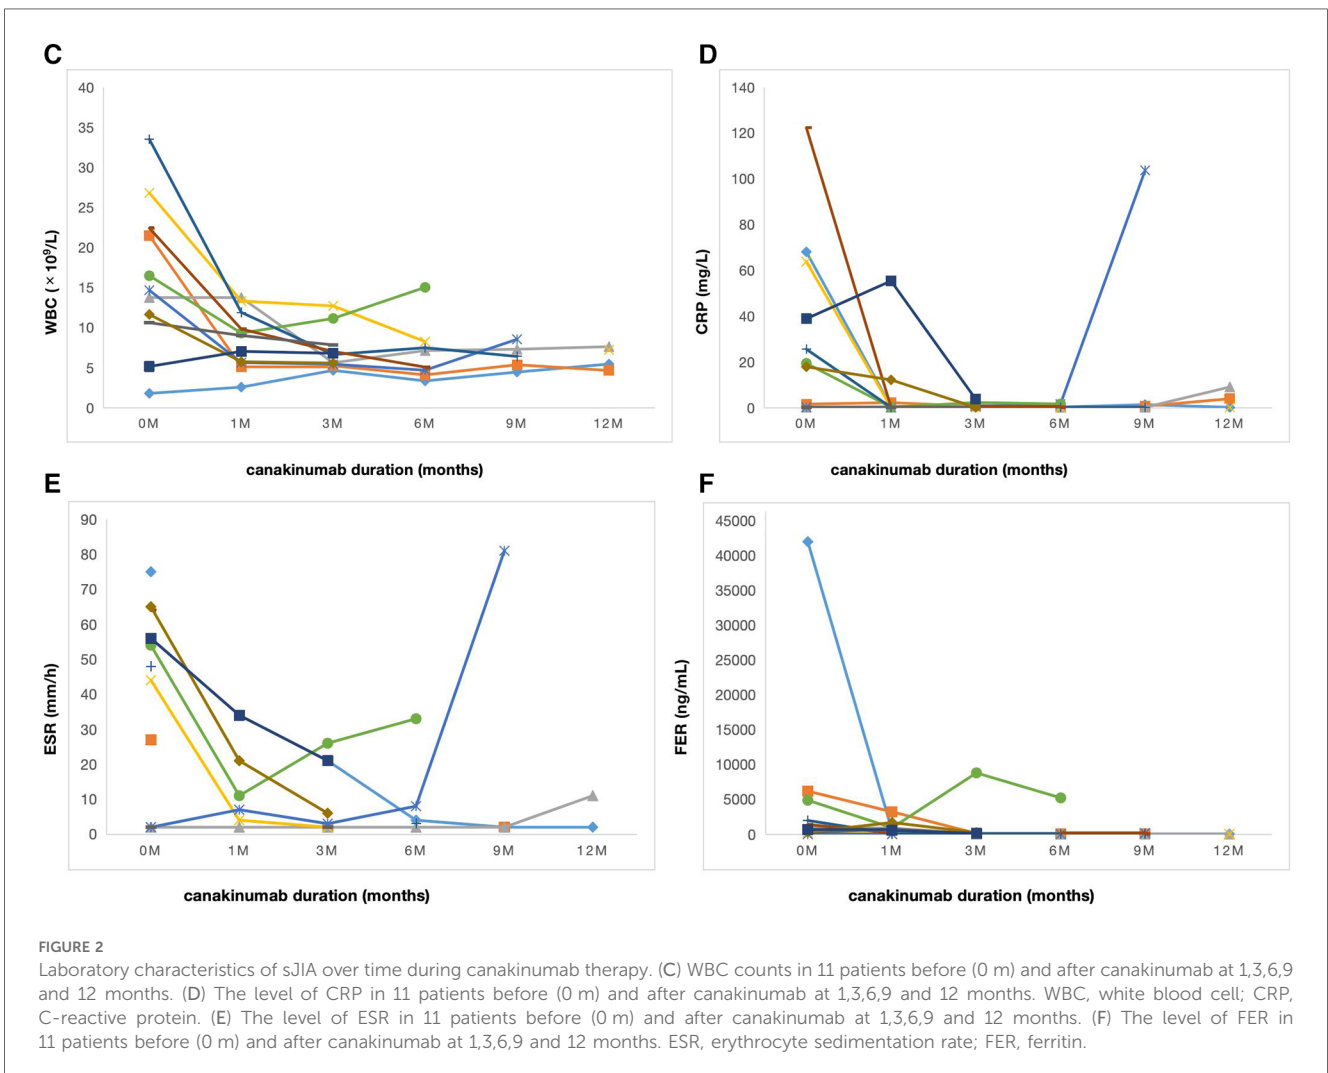 C
40
35
30
25
20
15
10
5
0
WBC ( × 10⁹/L)
0M 1M 3M 6M 9M 12M
canakinumab duration (months)
D
140
120
100
80
60
40
20
0
CRP (mg/L)
0M 1M 3M 6M 9M 12M
canakinumab duration (months)
E
90
80
70
60
50
40
30
20
10
0
ESR (mm/h)
0M 1M 3M 6M 9M 12M
canakinumab duration (months)
F
45000
40000
35000
30000
25000
20000
15000
10000
5000
0
FER (ng/mL)
0M 1M 3M 6M 9M 12M
canakinumab duration (months)
FIGURE 2
Laboratory characteristics of sJIA over time during canakinumab therapy. (C) WBC counts in 11 patients before (0 m) and after canakinumab at 1,3,6,9
and 12 months. (D) The level of CRP in 11 patients before (0 m) and after canakinumab at 1,3,6,9 and 12 months. WBC, white blood cell; CRP,
C-reactive protein. (E) The level of ESR in 11 patients before (0 m) and after canakinumab at 1,3,6,9 and 12 months. (F) The level of FER in
11 patients before (0 m) and after canakinumab at 1,3,6,9 and 12 months. ESR, erythrocyte sedimentation rate; FER, ferritin.